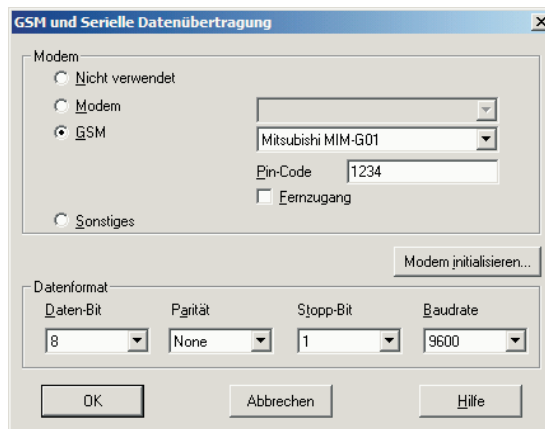 GSM und Serielle Datenübertragung
Modem
Nicht verwendet
Modem
GSM
Mitsubishi MIM-G01
Pin-Code 1234
Fernzugang
Sonstiges
Modem initialisieren...
Datenformat
Daten-Bit Parität Stopp-Bit Baudrate
8 None 1 9600
OK Abbrechen Hilfe